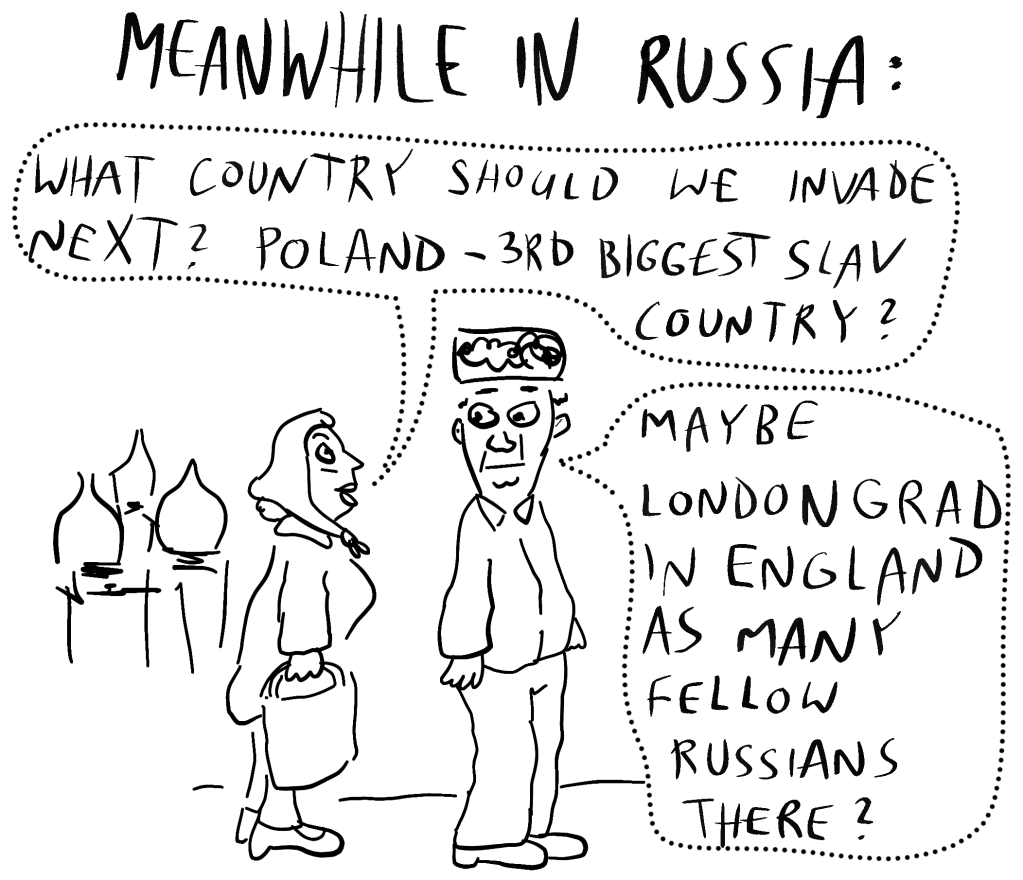 MEANWHILE IN RUSSIA:
WHAT COUNTRY SHOULD WE INVADE
NEXT? POLAND - 3RD BIGGEST SLAV
COUNTRY?
MAYBE
LONDONGRAD
IN ENGLAND
AS MANY
FELLOW
RUSSIANS
THERE?